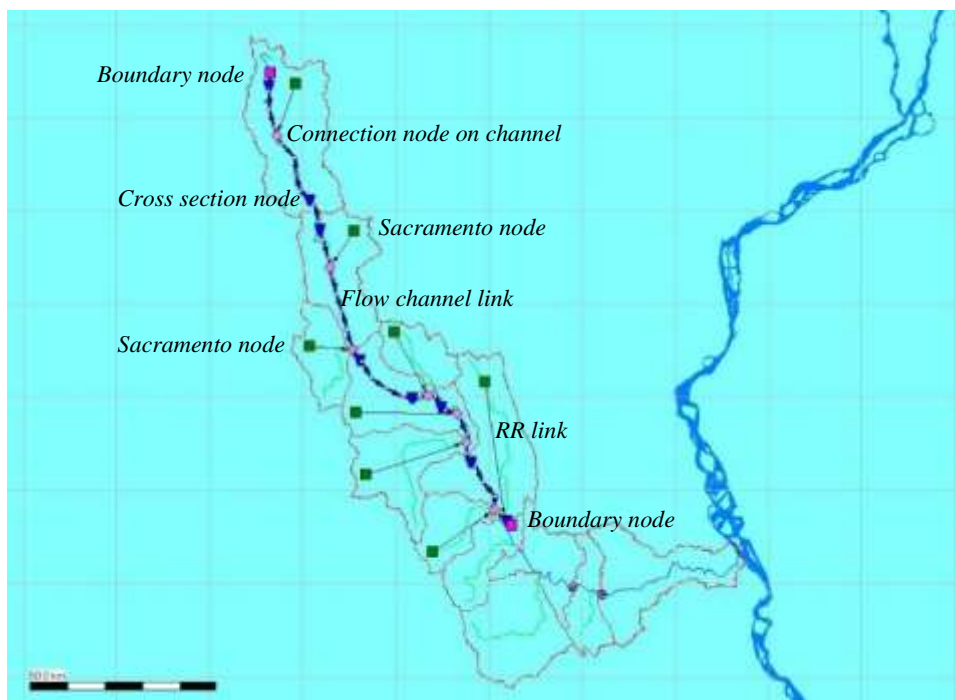 Boundary node
Connection node on channel
Cross section node
Sacramento node
Flow channel link
Sacramento node
RR link
Boundary node